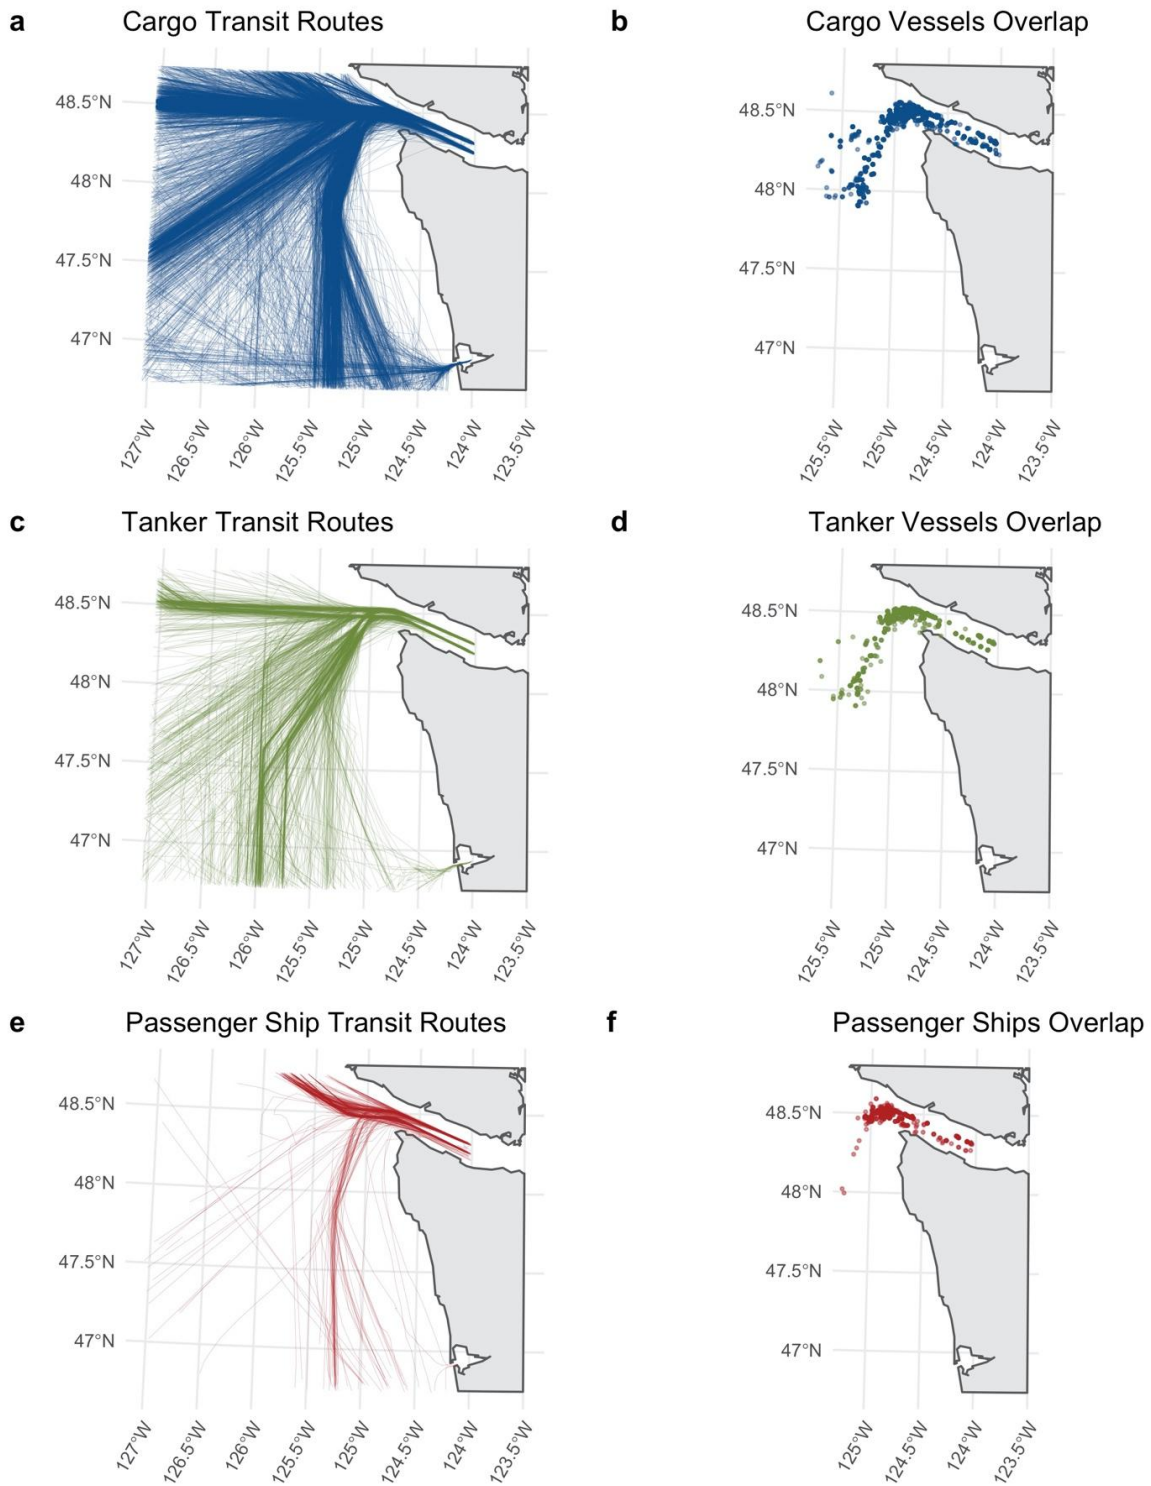 a Cargo Transit Routes
b Cargo Vessels Overlap
48.5°N
48°N
47.5°N
47°N
127°W
126.5°W
126°W
125.5°W
125°W
124.5°W
124°W
123.5°W
48.5°N
48°N
47.5°N
47°N
125.5°W
125°W
124.5°W
124°W
123.5°W
c Tanker Transit Routes
d Tanker Vessels Overlap
48.5°N
48°N
47.5°N
47°N
127°W
126.5°W
126°W
125.5°W
125°W
124.5°W
124°W
123.5°W
48.5°N
48°N
47.5°N
47°N
125.5°W
125°W
124.5°W
124°W
123.5°W
e Passenger Ship Transit Routes
f Passenger Ships Overlap
48.5°N
48°N
47.5°N
47°N
127°W
126.5°W
126°W
125.5°W
125°W
124.5°W
124°W
123.5°W
48.5°N
48°N
47.5°N
47°N
125°W
124.5°W
124°W
123.5°W